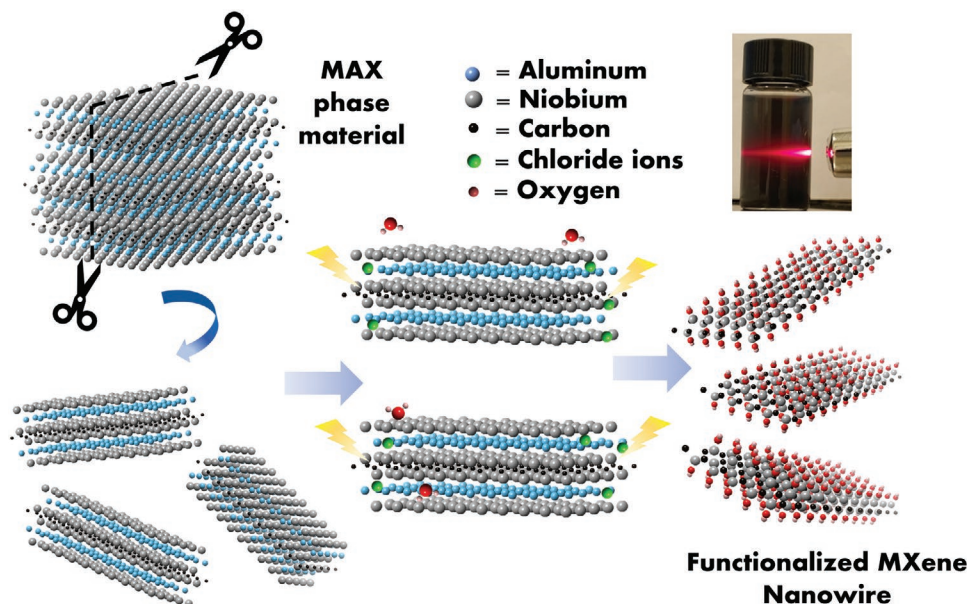 MAX
phase
material
= Aluminum
= Niobium
= Carbon
= Chloride ions
= Oxygen
Functionalized MXene
Nanowire